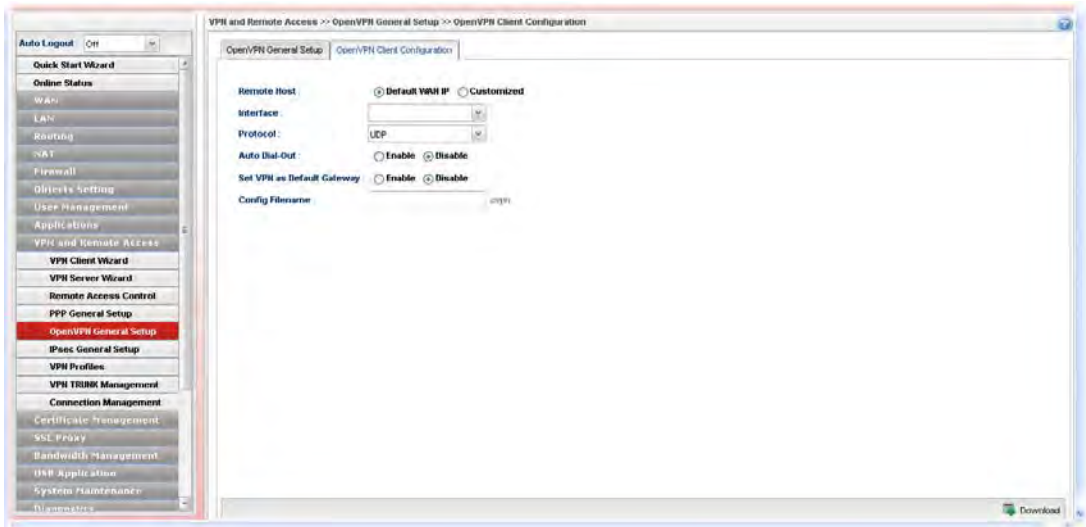 VPN and Remote Access >> OpenVPN General Setup >> OpenVPN Client Configuration
Auto Logout Off
Quick Start Wizard
Online Status
WAN
LAN
Routing
NAT
Firewall
Objects Setting
User Management
Applications
VPN and Remote Access
VPN Client Wizard
VPN Server Wizard
Remote Access Control
PPP General Setup
OpenVPN General Setup
IPsec General Setup
VPN Profiles
VPN TRUNK Management
Connection Management
Certificate Management
SSL Proxy
Bandwidth Management
USB Application
System Maintenance
Diagnostics
OpenVPN General Setup OpenVPN Client Configuration
Remote Host Default WAN IP Customized
Interface :
Protocol : UDP
Auto Dial-Out : Enable Disable
Set VPN as Default Gateway : Enable Disable
Config Filename .ovpn
Download